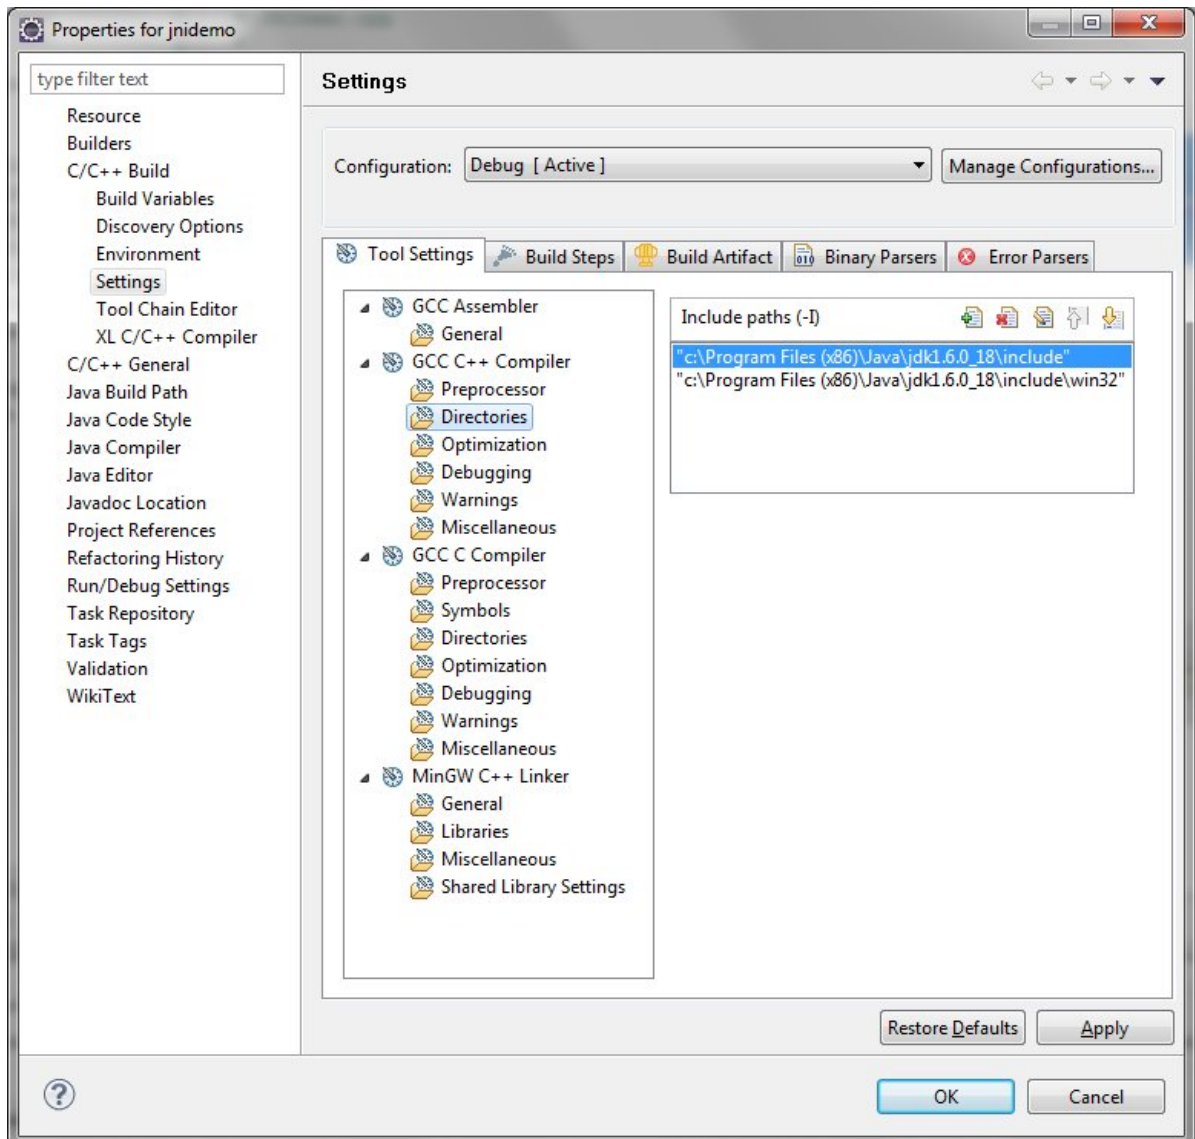 Properties for jnidemo
type filter text
Resource
Builders
C/C++ Build
Build Variables
Discovery Options
Environment
Settings
Tool Chain Editor
XL C/C++ Compiler
C/C++ General
Java Build Path
Java Code Style
Java Compiler
Java Editor
Javadoc Location
Project References
Refactoring History
Run/Debug Settings
Task Repository
Task Tags
Validation
WikiText
Settings
Configuration: Debug [ Active ] Manage Configurations...
Tool Settings Build Steps Build Artifact Binary Parsers Error Parsers
GCC Assembler
General
GCC C++ Compiler
Preprocessor
Directories
Optimization
Debugging
Warnings
Miscellaneous
GCC C Compiler
Preprocessor
Symbols
Directories
Optimization
Debugging
Warnings
Miscellaneous
MinGW C++ Linker
General
Libraries
Miscellaneous
Shared Library Settings
Include paths (-I)
"c:\Program Files (x86)\Java\jdk1.6.0_18\include"
"c:\Program Files (x86)\Java\jdk1.6.0_18\include\win32"
Restore Defaults Apply
OK Cancel